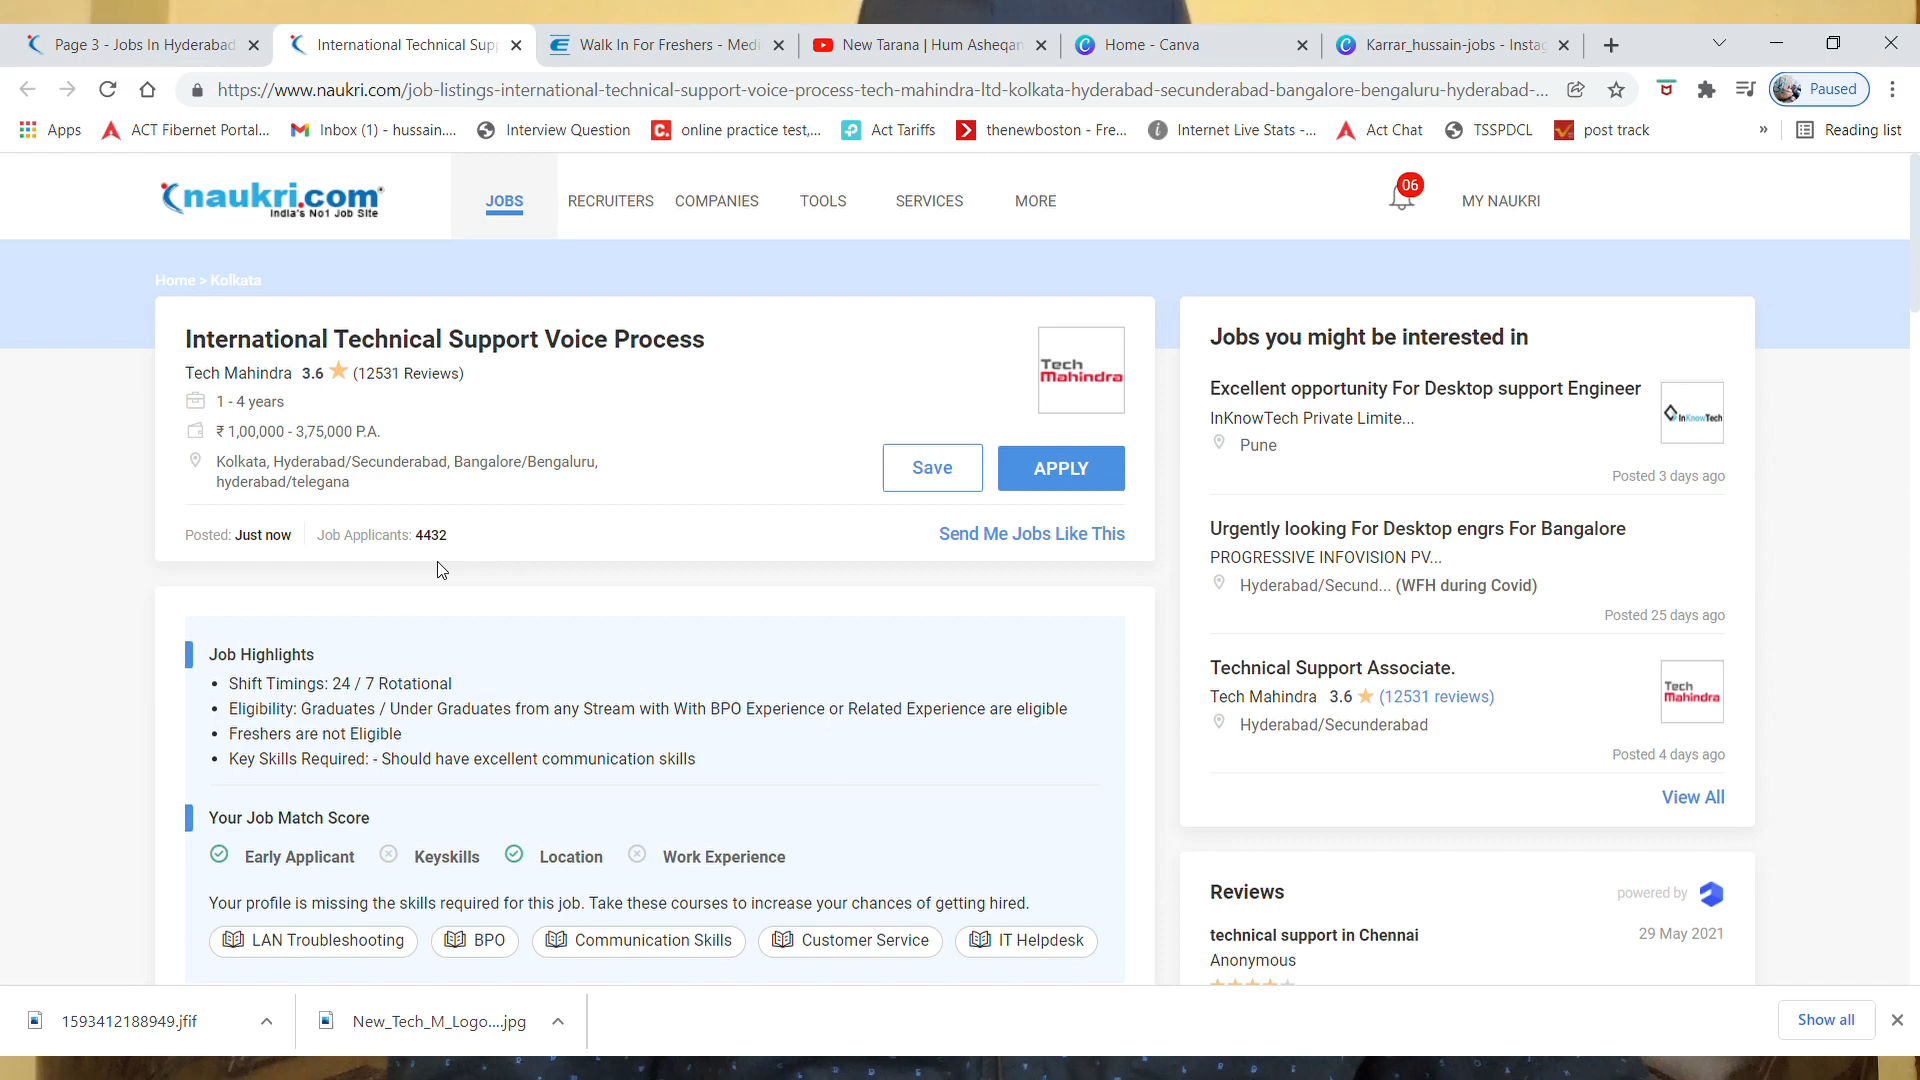 Page 3 - Jobs In Hyderabad
International Technical Supp
Walk In For Freshers - Medi
New Tarana | Hum Asheqan
Home - Canva
Karrar_hussain-jobs - Insta
https://www.naukri.com/job-listings-international-technical-support-voice-process-tech-mahindra-ltd-kolkata-hyderabad-secunderabad-bangalore-bengaluru-hyderabad-...
Paused
Apps
ACT Fibernet Portal...
Inbox (1) - hussain....
Interview Question
online practice test,...
Act Tariffs
thenewboston - Fre...
Internet Live Stats -...
Act Chat
TSSPDCL
post track
»
Reading list
naukri.com
India's No1 Job Site
JOBS
RECRUITERS
COMPANIES
TOOLS
SERVICES
MORE
06
MY NAUKRI
Home > Kolkata
International Technical Support Voice Process
Tech Mahindra 3.6 (12531 Reviews)
1 - 4 years
₹ 1,00,000 - 3,75,000 P.A.
Kolkata, Hyderabad/Secunderabad, Bangalore/Bengaluru,
hyderabad/telegana
Tech
Mahindra
Save
APPLY
Posted: Just now
Job Applicants: 4432
Send Me Jobs Like This
Job Highlights
• Shift Timings: 24 / 7 Rotational
• Eligibility: Graduates / Under Graduates from any Stream with With BPO Experience or Related Experience are eligible
• Freshers are not Eligible
• Key Skills Required: - Should have excellent communication skills
Your Job Match Score
Early Applicant
Keyskills
Location
Work Experience
Your profile is missing the skills required for this job. Take these courses to increase your chances of getting hired.
LAN Troubleshooting
BPO
Communication Skills
Customer Service
IT Helpdesk
Jobs you might be interested in
Excellent opportunity For Desktop support Engineer
InKnowTech Private Limite...
Pune
InKnowTech
Posted 3 days ago
Urgently looking For Desktop engrs For Bangalore
PROGRESSIVE INFOVISION PV...
Hyderabad/Secund... (WFH during Covid)
Posted 25 days ago
Technical Support Associate.
Tech Mahindra 3.6 (12531 reviews)
Hyderabad/Secunderabad
Tech
Mahindra
Posted 4 days ago
View All
Reviews
powered by
technical support in Chennai
29 May 2021
Anonymous
1593412188949.jfif
New_Tech_M_Logo....jpg
Show all